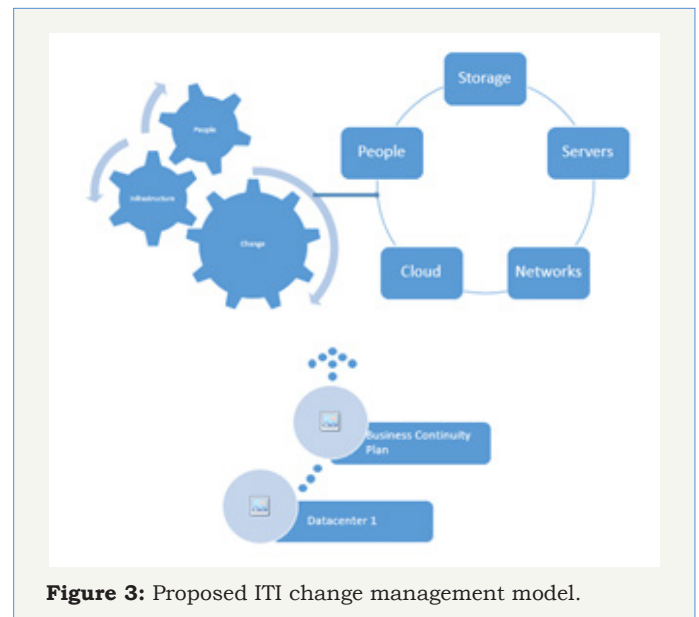 People
Infrastructure
Change
Storage
People
Servers
Cloud
Networks
Business Continuity
Plan
Datacenter 1
Figure 3: Proposed ITI change management model.